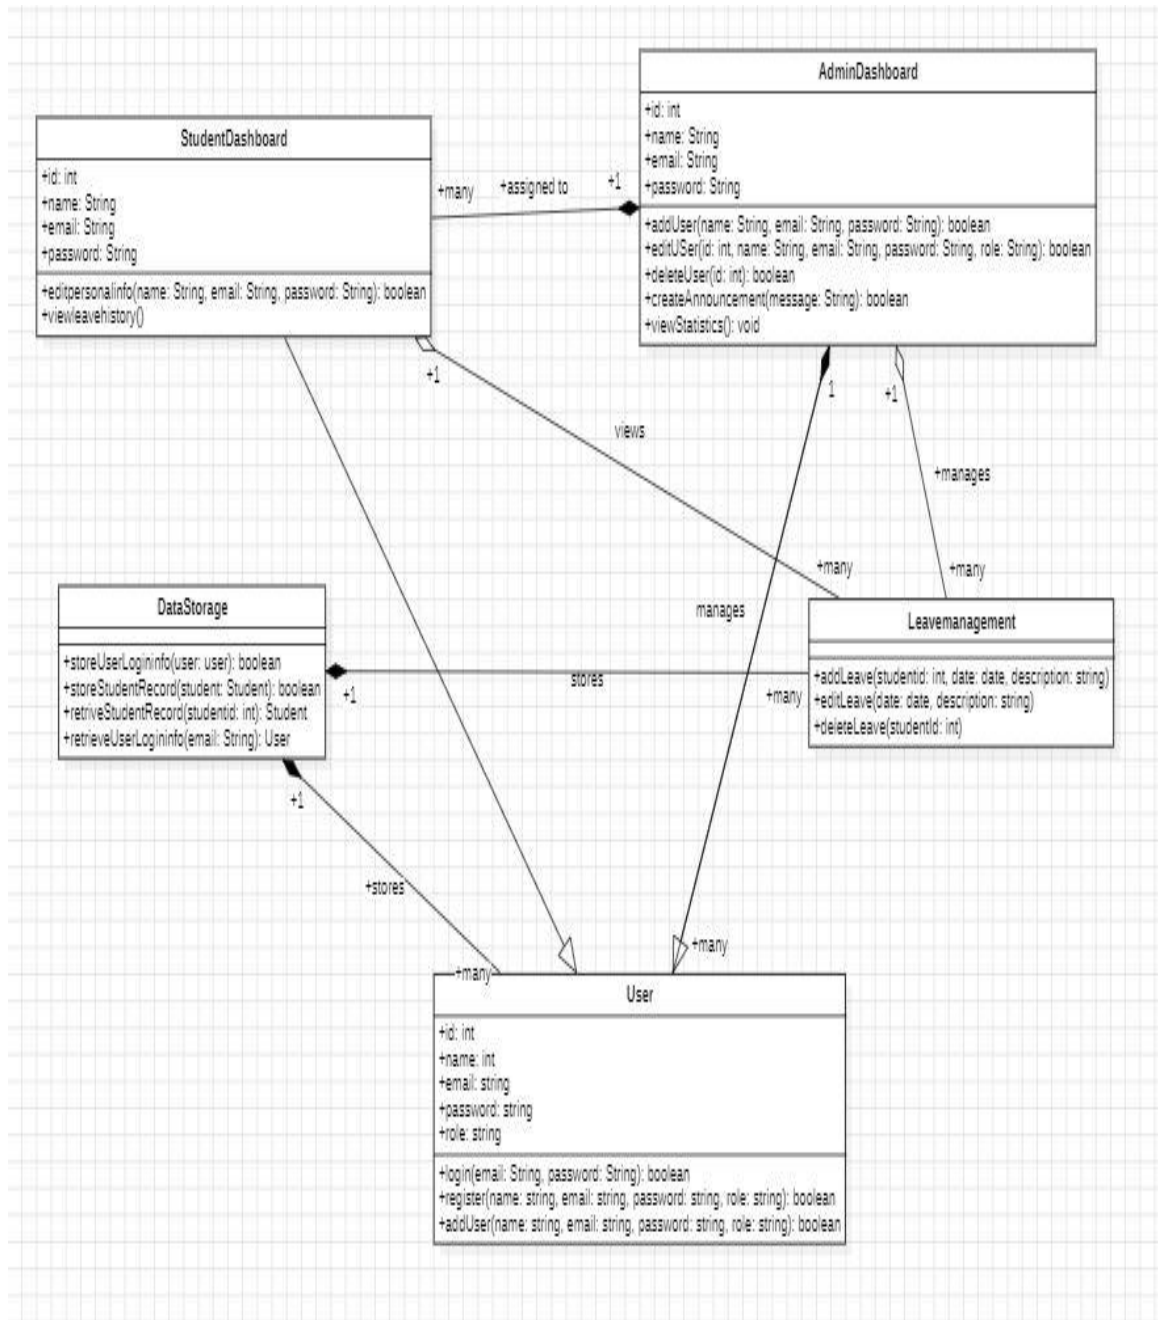 AdminDashboard
+id: int
+name: String
+email: String
+password: String
+addUser(name: String, email: String, password: String): boolean
+editUSer(id: int, name: String, email: String, password: String, role: String): boolean
+deleteUser(id: int): boolean
+createAnnouncement(message: String): boolean
+viewStatistics(): void
StudentDashboard
+id: int
+name: String
+email: String
+password: String
+editpersonalinfo(name: String, email: String, password: String): boolean
+viewleavehistory()
+many
+assigned to
+1
+1
views
+many
1
manages
+many
+1
+manages
+many
DataStorage
+storeUserLogininfo(user: user): boolean
+storeStudentRecord(student: Student): boolean
+retriveStudentRecord(studentid: int): Student
+retrieveUserLogininfo(email: String): User
+1
stores
+many
Leavemanagement
+addLeave(studentid: int, date: date, description: string)
+editLeave(date: date, description: string)
+deleteLeave(studentId: int)
+1
+stores
+many
User
+id: int
+name: int
+email: string
+password: string
+role: string
+login(email: String, password: String): boolean
+register(name: string, email: string, password: string, role: string): boolean
+addUser(name: string, email: string, password: string, role: string): boolean